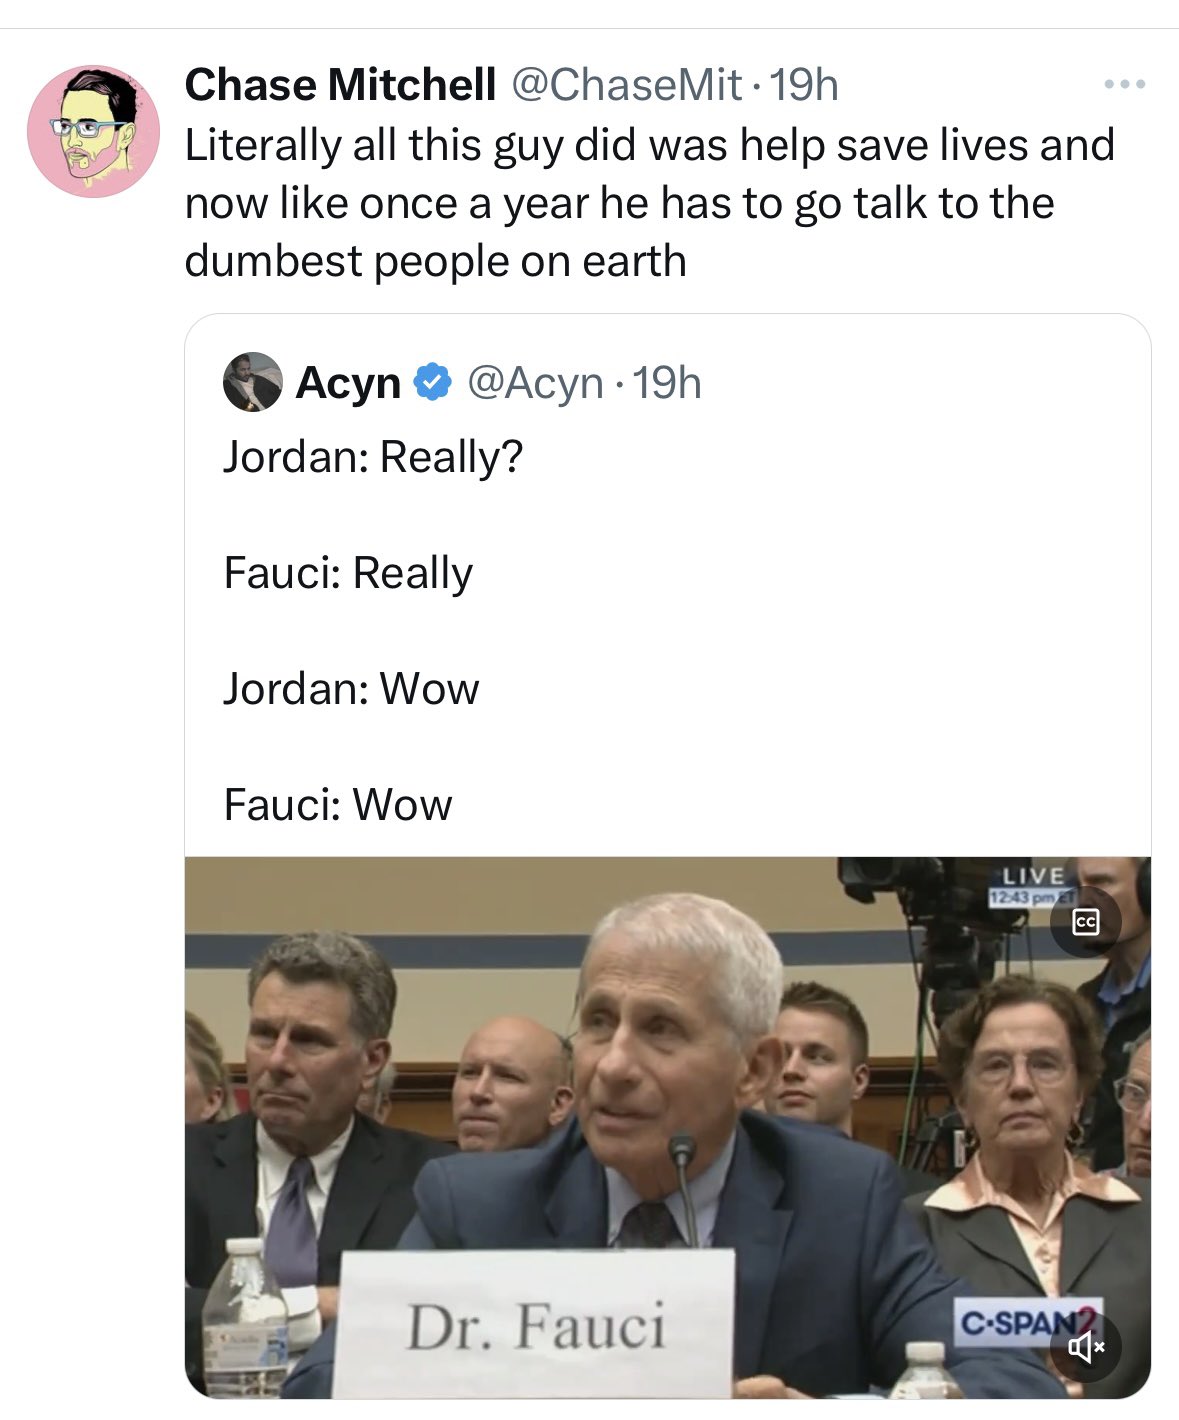 Chase Mitchell @ChaseMit · 19h
Literally all this guy did was help save lives and
now like once a year he has to go talk to the
dumbest people on earth
Acyn @Acyn · 19h
Jordan: Really?
Fauci: Really
Jordan: Wow
Fauci: Wow
LIVE
12:43 pm ET
CC
Dr. Fauci
C-SPAN2